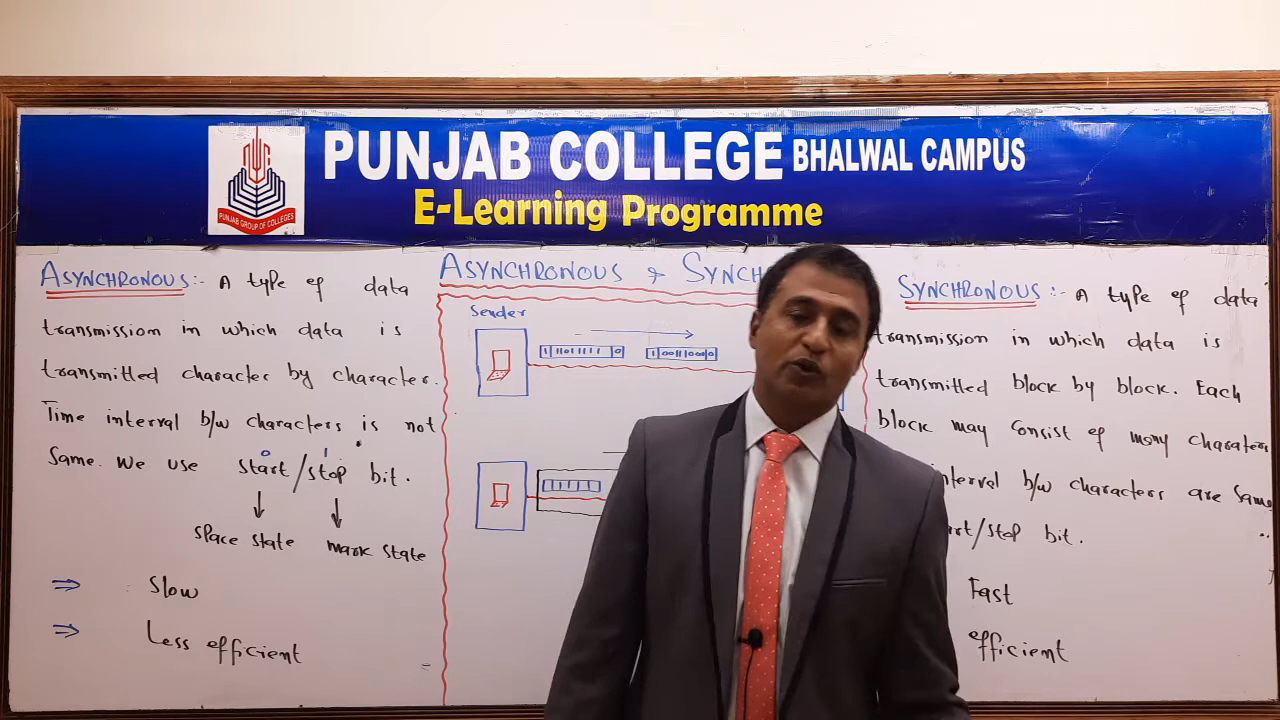 PUNJAB COLLEGE BHALWAL CAMPUS
E-Learning Programme
PUNJAB GROUP OF COLLEGES
ASYNCHRONOUS:- A type of data
transmission in which data is
transmitted character by character.
Time interval b/w characters is not
Same. We use start/stop bit.
0 1
space state mark state
⇒ Slow
⇒ Less efficient
ASYNCHRONOUS & SYNCH
Sender
SYNCHRONOUS:- A type of data
transmission in which data is
transmitted block by block. Each
block may consist of many charaters
interval b/w characters are same
/stop bit.
Fast
efficient